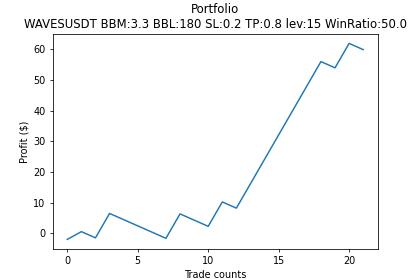 Portfolio
WAVESUSDT BBM:3.3 BBL:180 SL:0.2 TP:0.8 lev:15 WinRatio:50.0
60
50
40
30
20
10
0
Profit ($)
0 5 10 15 20
Trade counts